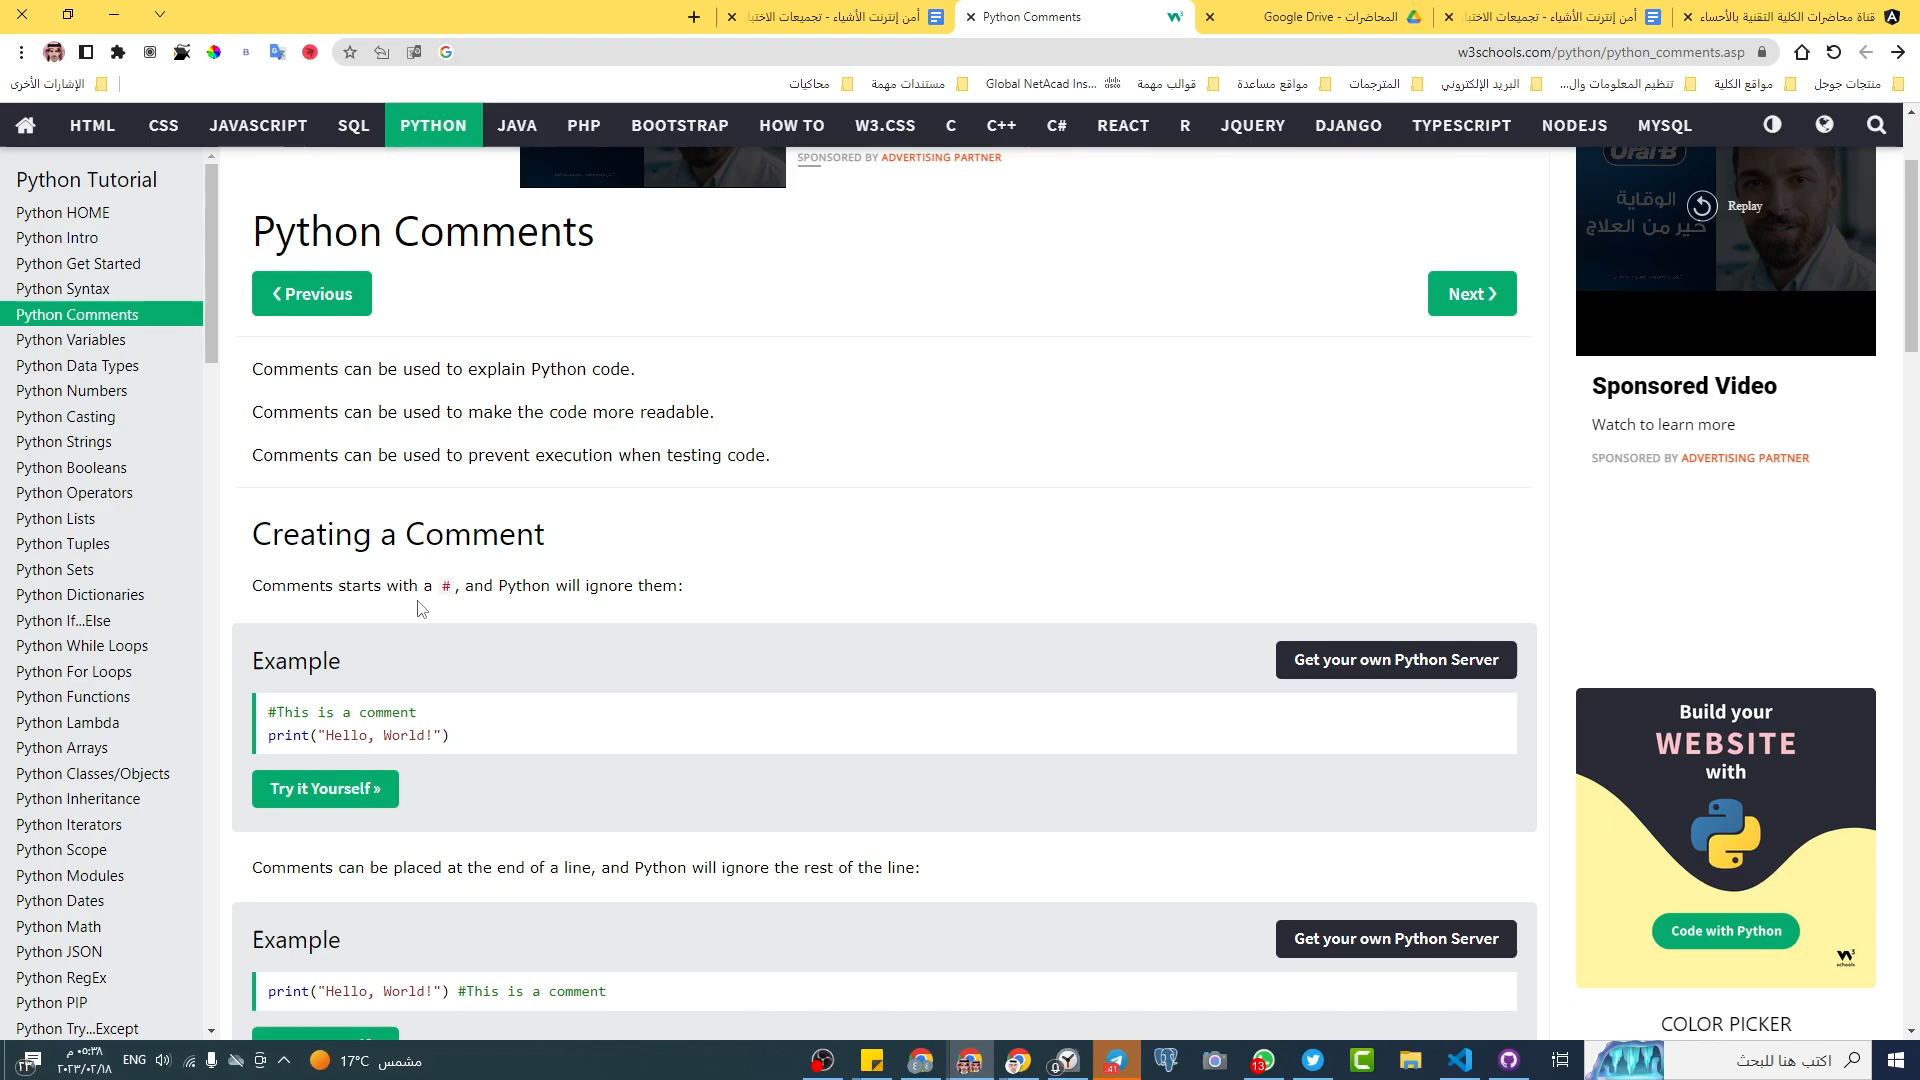 أمن إنترنت الأشياء - تجميعات الاختبا
Python Comments
المحاضرات - Google Drive
أمن إنترنت الأشياء - تجميعات الاختبا
قناة محاضرات الكلية التقنية بالأحساء
w3schools.com/python/python_comments.asp
منتجات جوجل
مواقع الكلية
تنظيم المعلومات وال...
البريد الإلكتروني
المترجمات
مواقع مساعدة
قوالب مهمة
Global NetAcad Ins...
مستندات مهمة
محاكيات
الإشارات الأخرى
HTML CSS JAVASCRIPT SQL PYTHON JAVA PHP BOOTSTRAP HOW TO W3.CSS C C++ C# REACT R JQUERY DJANGO TYPESCRIPT NODEJS MYSQL
Python Tutorial
Python HOME
Python Intro
Python Get Started
Python Syntax
Python Comments
Python Variables
Python Data Types
Python Numbers
Python Casting
Python Strings
Python Booleans
Python Operators
Python Lists
Python Tuples
Python Sets
Python Dictionaries
Python If...Else
Python While Loops
Python For Loops
Python Functions
Python Lambda
Python Arrays
Python Classes/Objects
Python Inheritance
Python Iterators
Python Scope
Python Modules
Python Dates
Python Math
Python JSON
Python RegEx
Python PIP
Python Try...Except
SPONSORED BY ADVERTISING PARTNER
Python Comments
❮ Previous
Next ❯
Comments can be used to explain Python code.
Comments can be used to make the code more readable.
Comments can be used to prevent execution when testing code.
Creating a Comment
Comments starts with a #, and Python will ignore them:
Example
Get your own Python Server
#This is a comment
print("Hello, World!")
Try it Yourself »
Comments can be placed at the end of a line, and Python will ignore the rest of the line:
Example
Get your own Python Server
print("Hello, World!") #This is a comment
Oral-B
الوقاية
خير من العلاج
Replay
Sponsored Video
Watch to learn more
SPONSORED BY ADVERTISING PARTNER
Build your
WEBSITE
with
Code with Python
W3
schools
COLOR PICKER
٠٥:٣٨ م
٢٠٢٣/٠٢/١٨
ENG
17°C مشمس
41
13
اكتب هنا للبحث